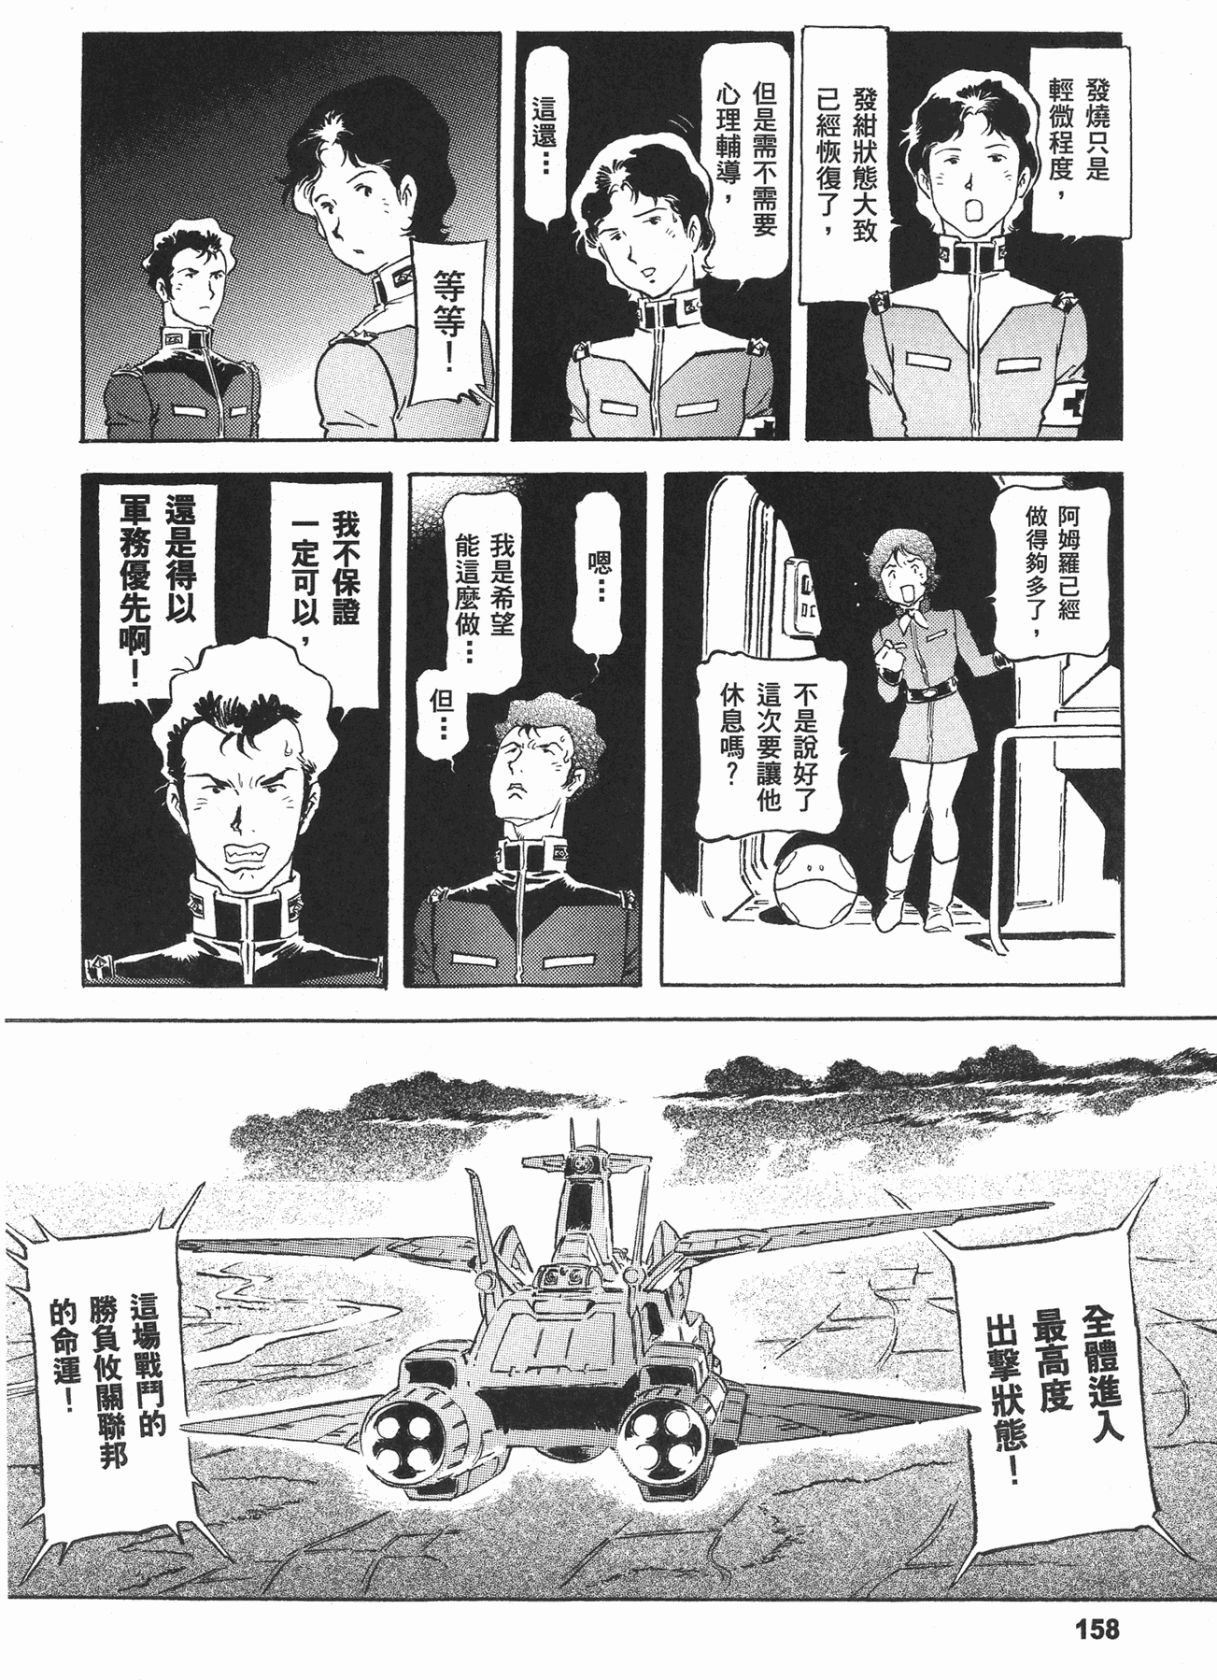 發燒只是
輕微程度，
發紺狀態大致
已經恢復了，
但是需不需要
心理輔導，
這還…
等等！
阿姆羅已經
做得夠多了，
不是說好了
這次要讓他
休息嗎？
嗯…
我是希望
能這麼做…
但…
我不保證
一定可以，
還是得以
軍務優先啊！
全體進入
最高度
出擊狀態！
這場戰鬥的
勝負攸關聯邦
的命運！
158